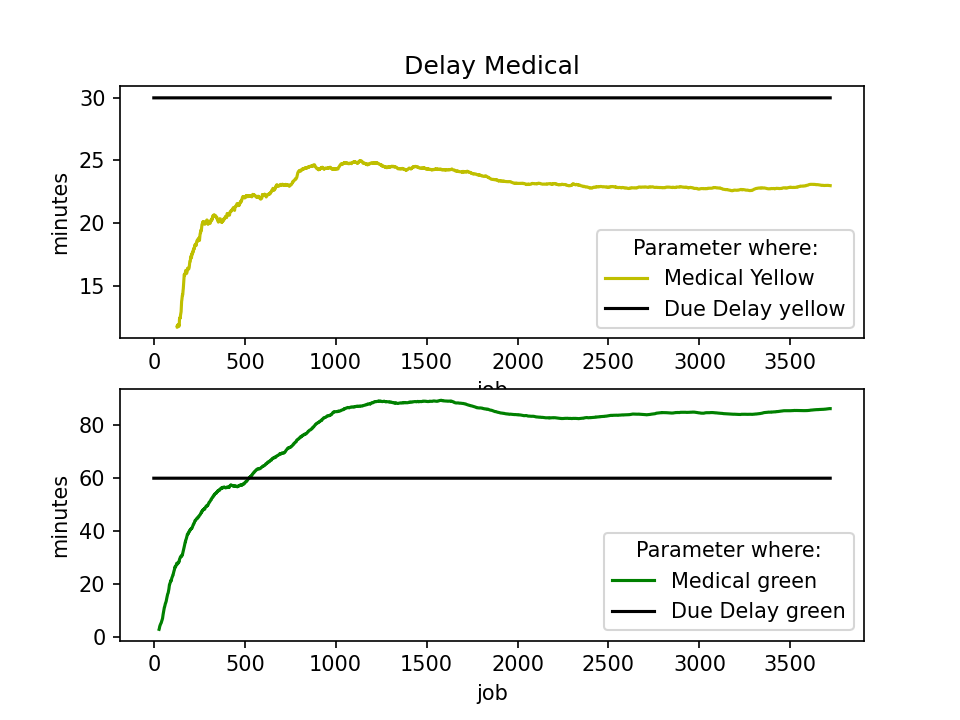 Delay Medical
30
25
20
15
minutes
Parameter where:
Medical Yellow
Due Delay yellow
0 500 1000 1500 2000 2500 3000 3500
job
80
60
40
20
0
minutes
Parameter where:
Medical green
Due Delay green
0 500 1000 1500 2000 2500 3000 3500
job